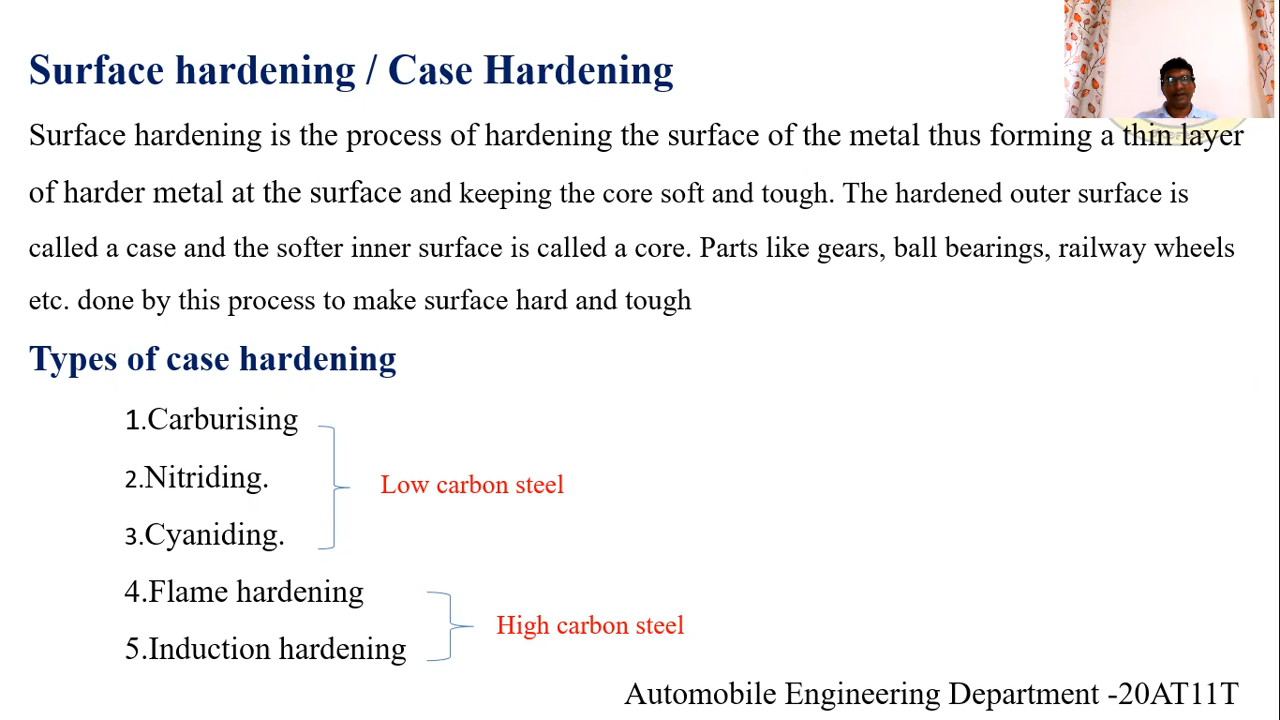 Surface hardening / Case Hardening
Surface hardening is the process of hardening the surface of the metal thus forming a thin layer
of harder metal at the surface and keeping the core soft and tough. The hardened outer surface is
called a case and the softer inner surface is called a core. Parts like gears, ball bearings, railway wheels
etc. done by this process to make surface hard and tough
Types of case hardening
1.Carburising
2.Nitriding.
Low carbon steel
3.Cyaniding.
4.Flame hardening
High carbon steel
5.Induction hardening
Automobile Engineering Department -20AT11T